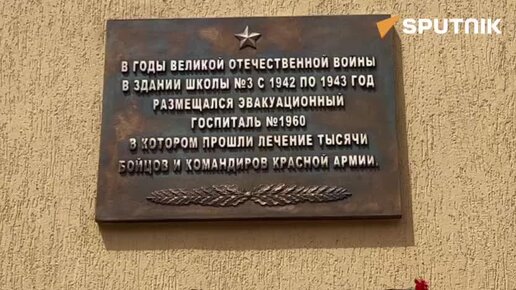 SPUTNIK
В ГОДЫ ВЕЛИКОЙ ОТЕЧЕСТВЕННОЙ ВОЙНЫ
В ЗДАНИИ ШКОЛЫ №3 С 1942 ПО 1943 ГОД
РАЗМЕЩАЛСЯ ЭВАКУАЦИОННЫЙ
ГОСПИТАЛЬ №1960
В КОТОРОМ ПРОШЛИ ЛЕЧЕНИЕ ТЫСЯЧИ
БОЙЦОВ И КОМАНДИРОВ КРАСНОЙ АРМИИ.